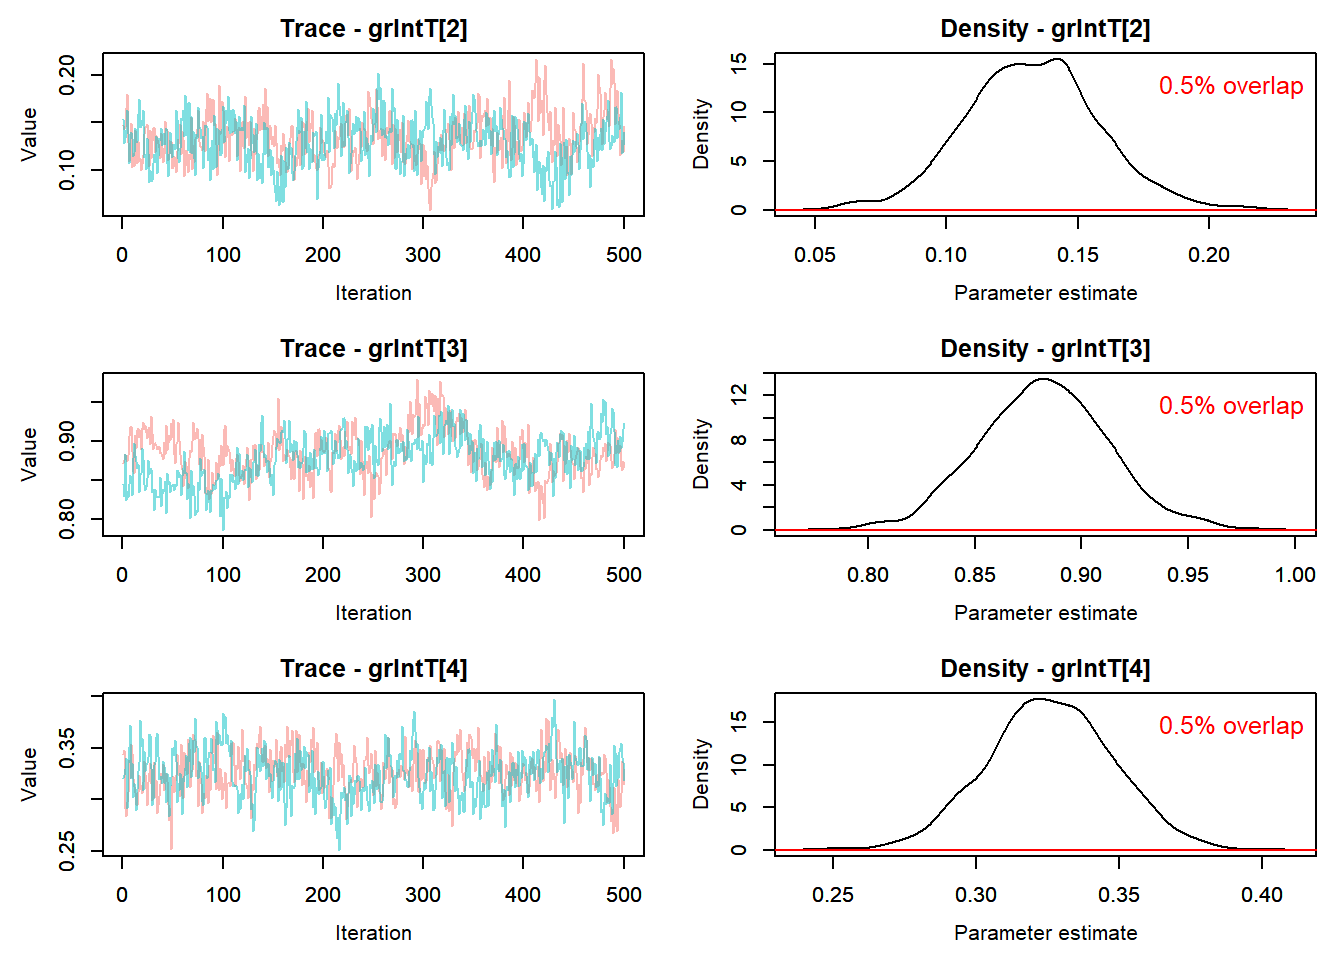 Trace - grIntT[2]
Value
0.10
0.20
0
100
200
300
400
500
Iteration
Density - grIntT[2]
0.5% overlap
Density
0
5
10
15
0.05
0.10
0.15
0.20
Parameter estimate
Trace - grIntT[3]
Value
0.80
0.90
0
100
200
300
400
500
Iteration
Density - grIntT[3]
0.5% overlap
Density
0
4
8
12
0.80
0.85
0.90
0.95
1.00
Parameter estimate
Trace - grIntT[4]
Value
0.25
0.35
0
100
200
300
400
500
Iteration
Density - grIntT[4]
0.5% overlap
Density
0
5
10
15
0.25
0.30
0.35
0.40
Parameter estimate